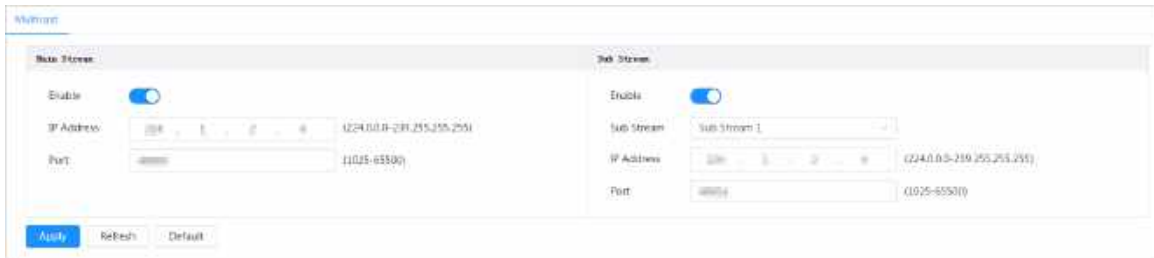 Multicast
Main Stream
Enable
IP Address (224.0.0.0-239.255.255.255)
Port (1025-65500)
Sub Stream
Enable
Sub Stream Sub Stream 1
IP Address 1 2 (224.0.0.0-239.255.255.255)
Port (1025-65500)
Apply Refresh Default